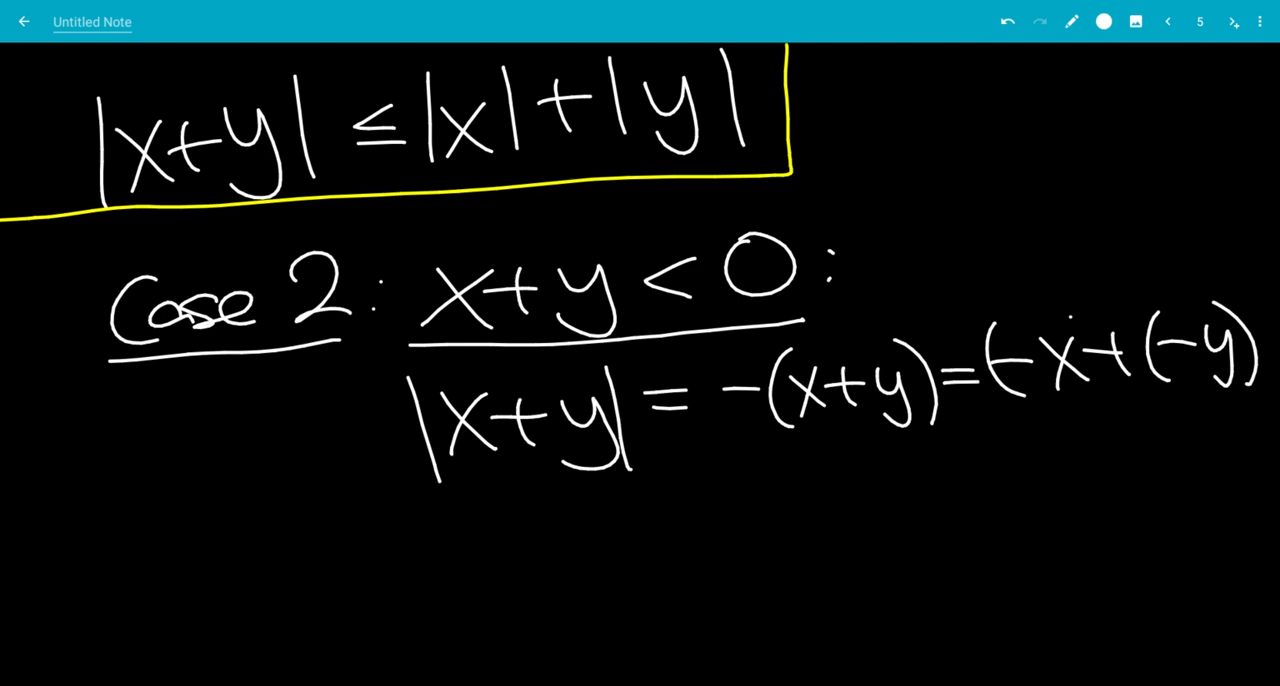 Untitled Note
5
|x+y| ≤ |x|+|y|
Case 2: x+y<0:
|x+y| = -(x+y)=(-x+(-y)